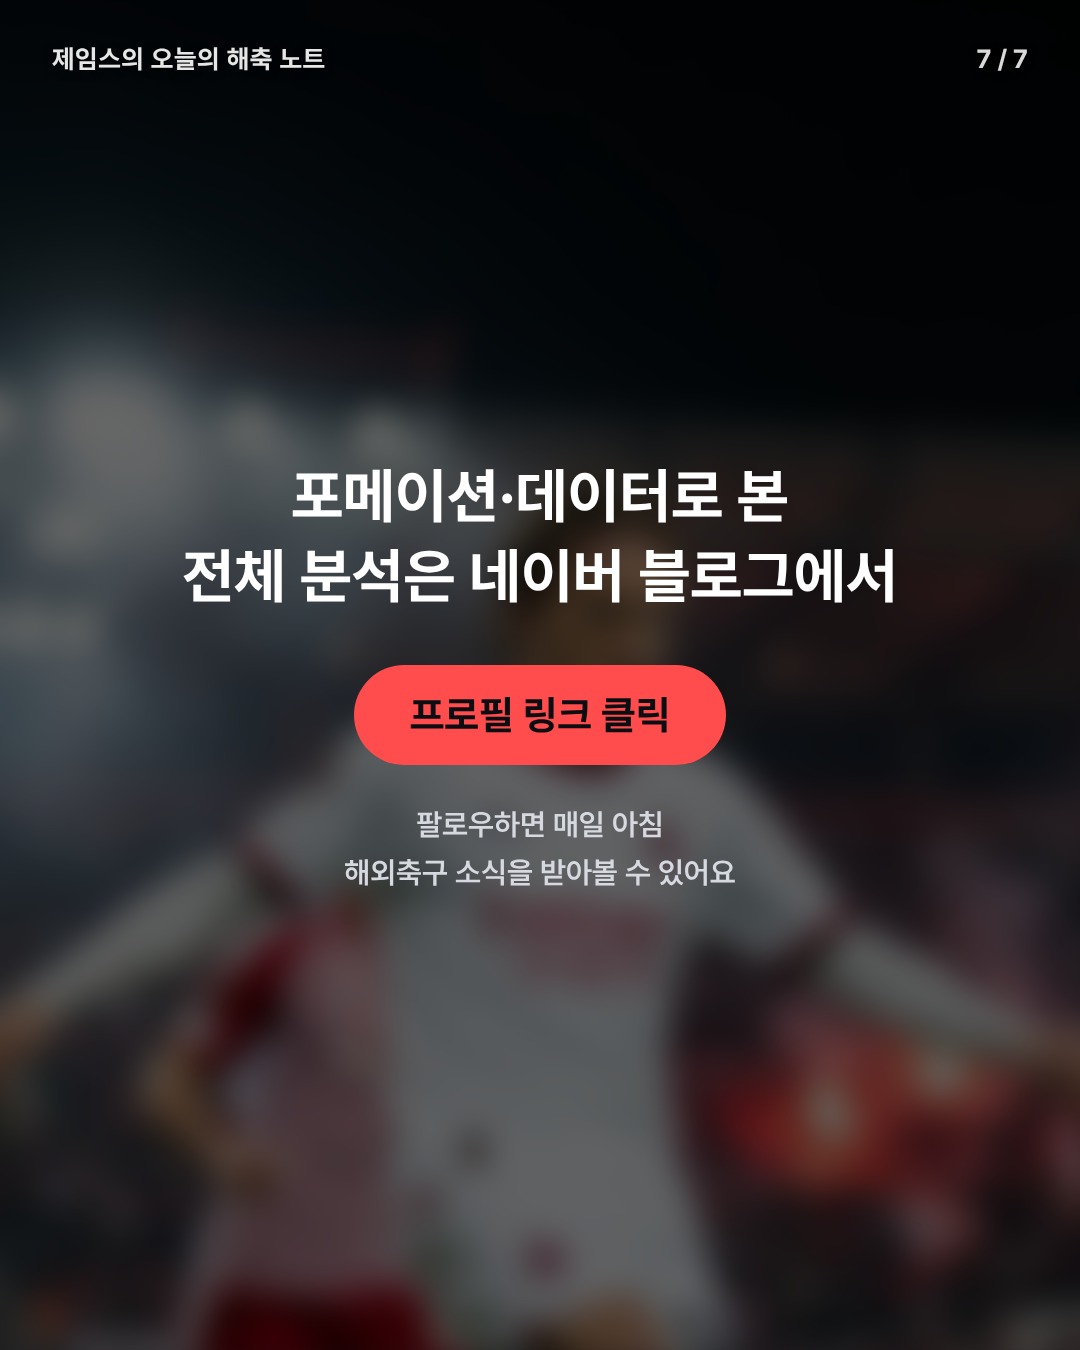 제임스의 오늘의 해축 노트
7 / 7
포메이션·데이터로 본
전체 분석은 네이버 블로그에서
프로필 링크 클릭
팔로우하면 매일 아침
해외축구 소식을 받아볼 수 있어요